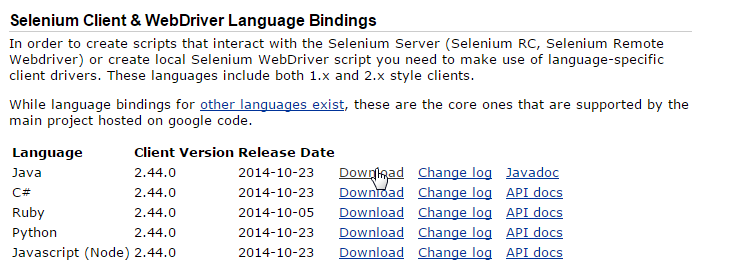 Selenium Client & WebDriver Language Bindings
In order to create scripts that interact with the Selenium Server (Selenium RC, Selenium Remote
Webdriver) or create local Selenium WebDriver script you need to make use of language-specific
client drivers. These languages include both 1.x and 2.x style clients.
While language bindings for other languages exist, these are the core ones that are supported by the
main project hosted on google code.
Language Client Version Release Date
Java 2.44.0 2014-10-23 Download Change log Javadoc
C# 2.44.0 2014-10-23 Download Change log API docs
Ruby 2.44.0 2014-10-05 Download Change log API docs
Python 2.44.0 2014-10-23 Download Change log API docs
Javascript (Node) 2.44.0 2014-10-23 Download Change log API docs